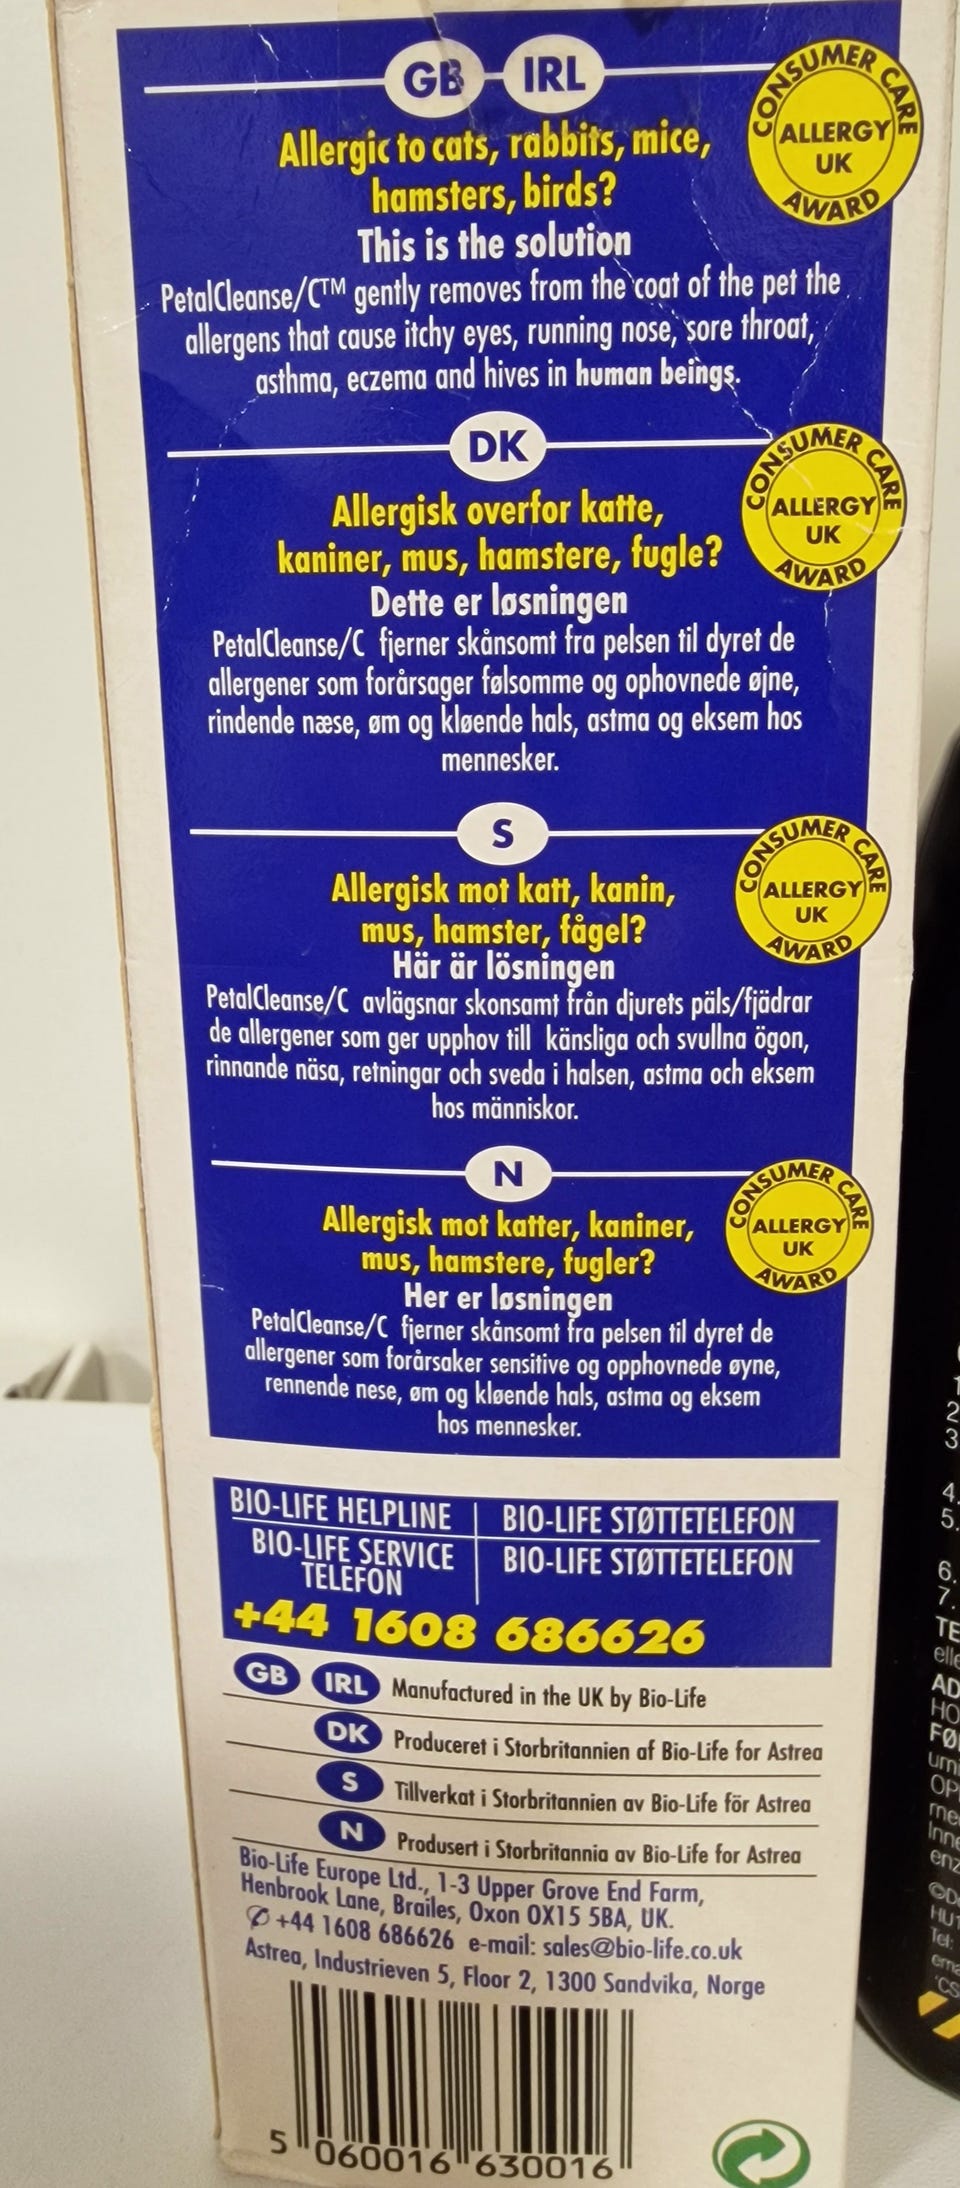 GB IRL
CONSUMER CARE
ALLERGY
UK
AWARD
Allergic to cats, rabbits, mice,
hamsters, birds?
This is the solution
PetalCleanse/C™ gently removes from the coat of the pet the
allergens that cause itchy eyes, running nose, sore throat,
asthma, eczema and hives in human beings.
DK
CONSUMER CARE
ALLERGY
UK
AWARD
Allergisk overfor katte,
kaniner, mus, hamstere, fugle?
Dette er løsningen
PetalCleanse/C fjerner skånsomt fra pelsen til dyret de
allergener som forårsager følsomme og ophovnede øjne,
rindende næse, øm og kløende hals, astma og eksem hos
mennesker.
S
CONSUMER CARE
ALLERGY
UK
AWARD
Allergisk mot katt, kanin,
mus, hamster, fågel?
Här är lösningen
PetalCleanse/C avlägsnar skonsamt från djurets päls/fjädrar
de allergener som ger upphov till känsliga och svullna ögon,
rinnande näsa, retningar och sveda i halsen, astma och eksem
hos människor.
N
CONSUMER CARE
ALLERGY
UK
AWARD
Allergisk mot katter, kaniner,
mus, hamstere, fugler?
Her er løsningen
PetalCleanse/C fjerner skånsomt fra pelsen til dyret de
allergener som forårsaker sensitive og opphovnede øyne,
rennende nese, øm og kløende hals, astma og eksem
hos mennesker.
BIO-LIFE HELPLINE
BIO-LIFE STØTTETELEFON
BIO-LIFE SERVICE
TELEFON
BIO-LIFE STØTTETELEFON
+44 1608 686626
GB IRL Manufactured in the UK by Bio-Life
DK Produceret i Storbritannien af Bio-Life for Astrea
S Tillverkat i Storbritannien av Bio-Life för Astrea
N Produsert i Storbritannia av Bio-Life for Astrea
Bio-Life Europe Ltd., 1-3 Upper Grove End Farm,
Henbrook Lane, Brailes, Oxon OX15 5BA, UK.
✆ +44 1608 686626 e-mail: sales@bio-life.co.uk
Astrea, Industrieven 5, Floor 2, 1300 Sandvika, Norge
5 060016 630016
2
3
4.
5.
6.
7.